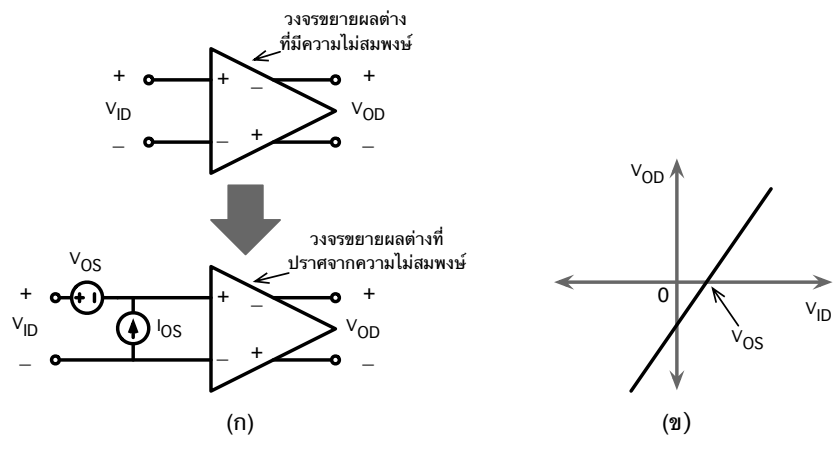 วงจรขยายผลต่าง
ที่มีความไม่สมพงษ์
+ + − +
V_ID V_OD
− − + −
วงจรขยายผลต่างที่
ปราศจากความไม่สมพงษ์
V_OS
+ + − + − +
V_ID I_OS V_OD
− − + −
(ก)
V_OD
0
V_ID
V_OS
(ข)